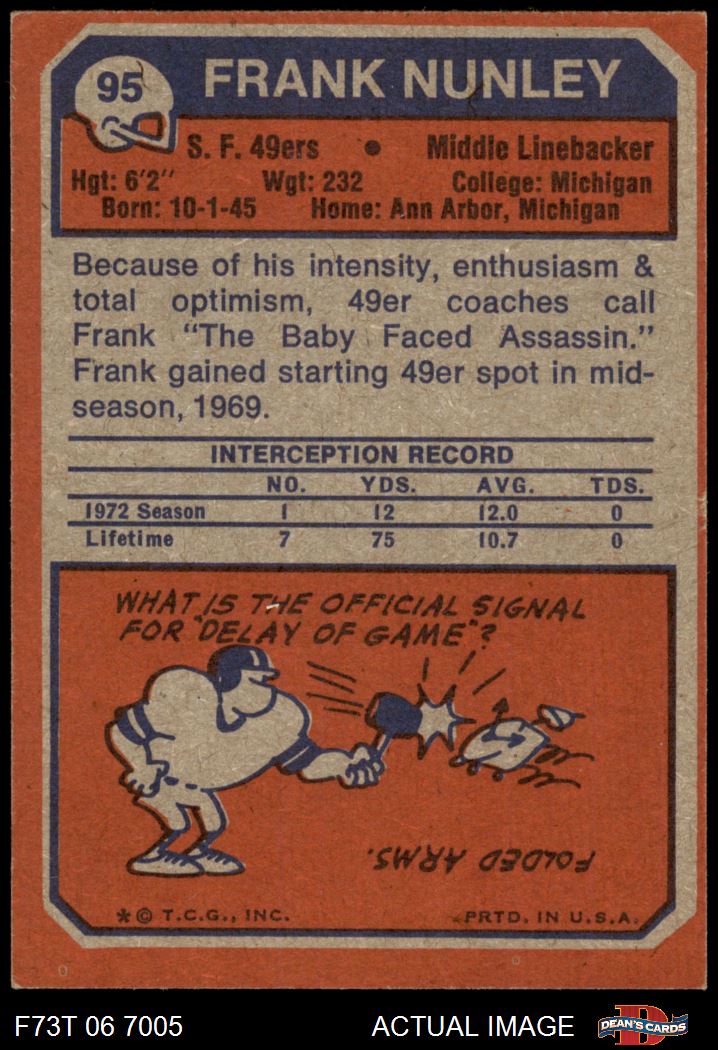 95
FRANK NUNLEY
S. F. 49ers • Middle Linebacker
Hgt: 6'2" Wgt: 232 College: Michigan
Born: 10-1-45 Home: Ann Arbor, Michigan
Because of his intensity, enthusiasm &
total optimism, 49er coaches call
Frank "The Baby Faced Assassin."
Frank gained starting 49er spot in mid-
season, 1969.
INTERCEPTION RECORD
NO. YDS. AVG. TDS.
1972 Season 1 12 12.0 0
Lifetime 7 75 10.7 0
WHAT IS THE OFFICIAL SIGNAL
FOR "DELAY OF GAME"?
FOLDED ARMS.
*© T.C.G., INC. PRTD. IN U.S.A.
F73T 06 7005 ACTUAL IMAGE
D
DEAN'S CARDS